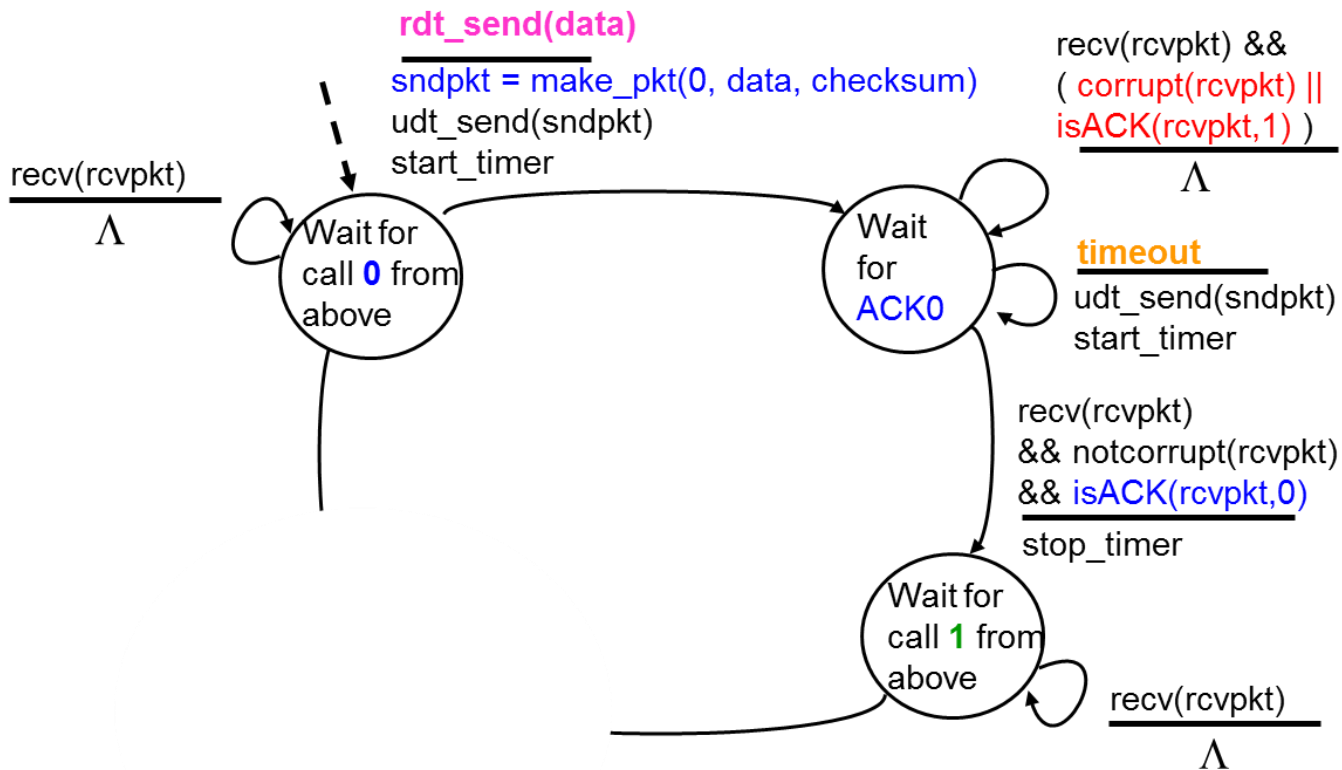 rdt_send(data)
sndpkt = make_pkt(0, data, checksum)
udt_send(sndpkt)
start_timer
recv(rcvpkt) &&
( corrupt(rcvpkt) ||
isACK(rcvpkt,1) )
Λ
recv(rcvpkt)
Λ
Wait for
call 0 from
above
Wait
for
ACK0
timeout
udt_send(sndpkt)
start_timer
recv(rcvpkt)
&& notcorrupt(rcvpkt)
&& isACK(rcvpkt,0)
stop_timer
Wait for
call 1 from
above
recv(rcvpkt)
Λ